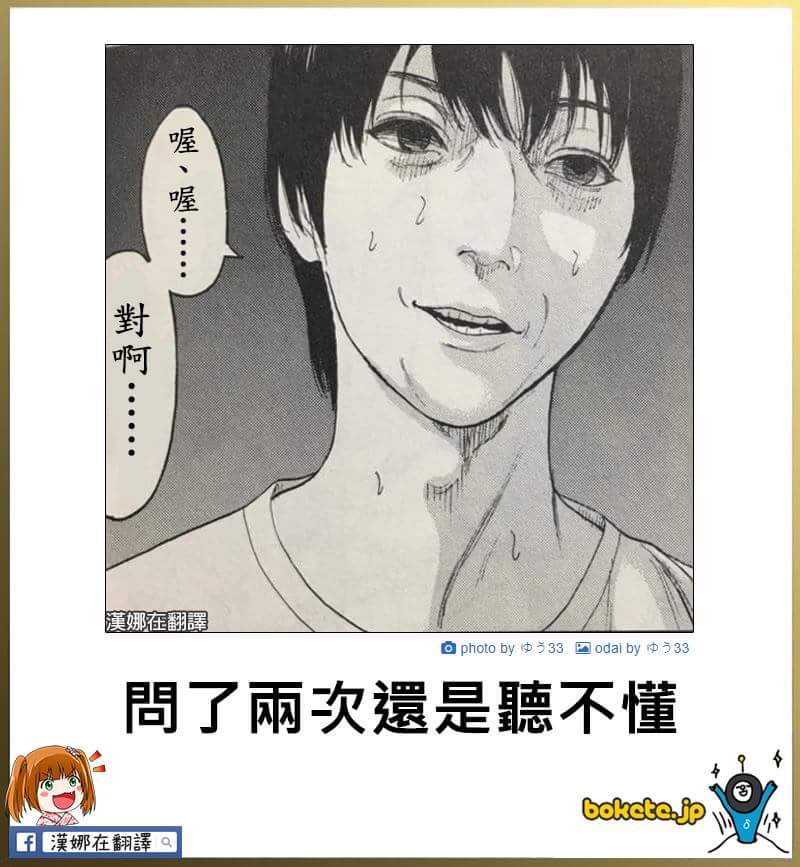 喔、喔……
對啊……
漢娜在翻譯
photo by ゆう33 odai by ゆう33
問了兩次還是聽不懂
bokete.jp
漢娜在翻譯